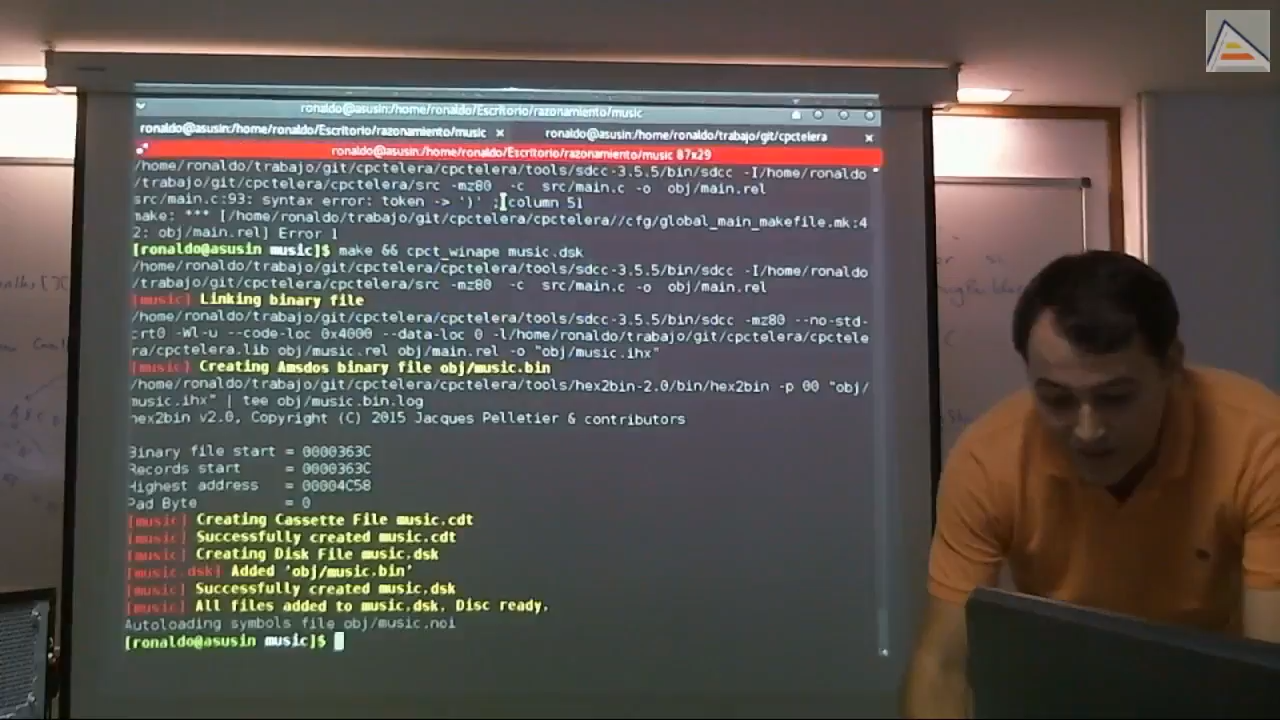 ronaldo@asusin:/home/ronaldo/Escritorio/razonamiento/music
ronaldo@asusin:/home/ronaldo/Escritorio/razonamiento/music × ronaldo@asusin:/home/ronaldo/trabajo/git/cpctelera ×
ronaldo@asusin:/home/ronaldo/Escritorio/razonamiento/music 87x29
/home/ronaldo/trabajo/git/cpctelera/cpctelera/tools/sdcc-3.5.5/bin/sdcc -I/home/ronaldo
/trabajo/git/cpctelera/cpctelera/src -mz80 -c src/main.c -o obj/main.rel
src/main.c:93: syntax error: token -> ')' ; column 51
make: *** [/home/ronaldo/trabajo/git/cpctelera/cpctelera//cfg/global_main_makefile.mk:4
2: obj/main.rel] Error 1
[ronaldo@asusin music]$ make && cpct_winape music.dsk
/home/ronaldo/trabajo/git/cpctelera/cpctelera/tools/sdcc-3.5.5/bin/sdcc -I/home/ronaldo
/trabajo/git/cpctelera/cpctelera/src -mz80 -c src/main.c -o obj/main.rel
[music] Linking binary file
/home/ronaldo/trabajo/git/cpctelera/cpctelera/tools/sdcc-3.5.5/bin/sdcc -mz80 --no-std-
crt0 -Wl-u --code-loc 0x4000 --data-loc 0 -l/home/ronaldo/trabajo/git/cpctelera/cpctele
ra/cpctelera.lib obj/music.rel obj/main.rel -o "obj/music.ihx"
[music] Creating Amsdos binary file obj/music.bin
/home/ronaldo/trabajo/git/cpctelera/cpctelera/tools/hex2bin-2.0/bin/hex2bin -p 00 "obj/
music.ihx" | tee obj/music.bin.log
hex2bin v2.0, Copyright (C) 2015 Jacques Pelletier & contributors
Binary file start = 0000363C
Records start = 0000363C
Highest address = 00004C58
Pad Byte = 0
[music] Creating Cassette File music.cdt
[music] Successfully created music.cdt
[music] Creating Disk File music.dsk
[music.dsk] Added 'obj/music.bin'
[music] Successfully created music.dsk
[music] All files added to music.dsk. Disc ready.
Autoloading symbols file obj/music.noi
[ronaldo@asusin music]$